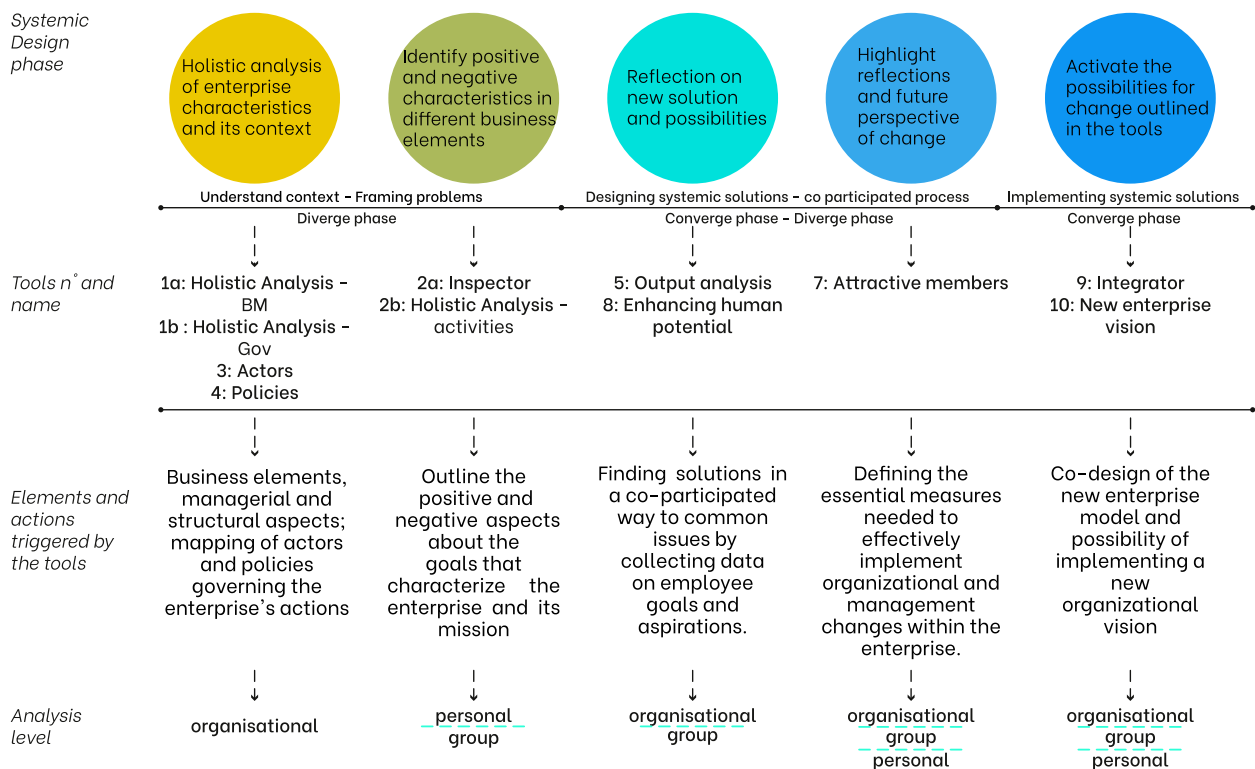 Systemic
Design
phase
Holistic analysis
of enterprise
characteristics
and its context
Identify positive
and negative
characteristics in
different business
elements
Reflection on
new solution
and possibilities
Highlight
reflections
and future
perspective
of change
Activate the
possibilities for
change outlined
in the tools
Understand context - Framing problems
Designing systemic solutions - co participated process
Implementing systemic solutions
Diverge phase
Converge phase - Diverge phase
Converge phase
Tools n° and
name
1a: Holistic Analysis -
BM
1b : Holistic Analysis -
Gov
3: Actors
4: Policies
2a: Inspector
2b: Holistic Analysis -
activities
5: Output analysis
8: Enhancing human
potential
7: Attractive members
9: Integrator
10: New enterprise
vision
Elements and
actions
triggered by
the tools
Business elements,
managerial and
structural aspects;
mapping of actors
and policies
governing the
enterprise's actions
Outline the
positive and
negative aspects
about the
goals that
characterize the
enterprise and its
mission
Finding solutions in
a co-participated
way to common
issues by
collecting data
on employee
goals and
aspirations.
Defining the
essential measures
needed to
effectively
implement
organizational and
management
changes within the
enterprise.
Co-design of the
new enterprise
model and
possibility of
implementing a
new
organizational
vision
Analysis
level
organisational
personal
group
organisational
group
organisational
group
personal
organisational
group
personal